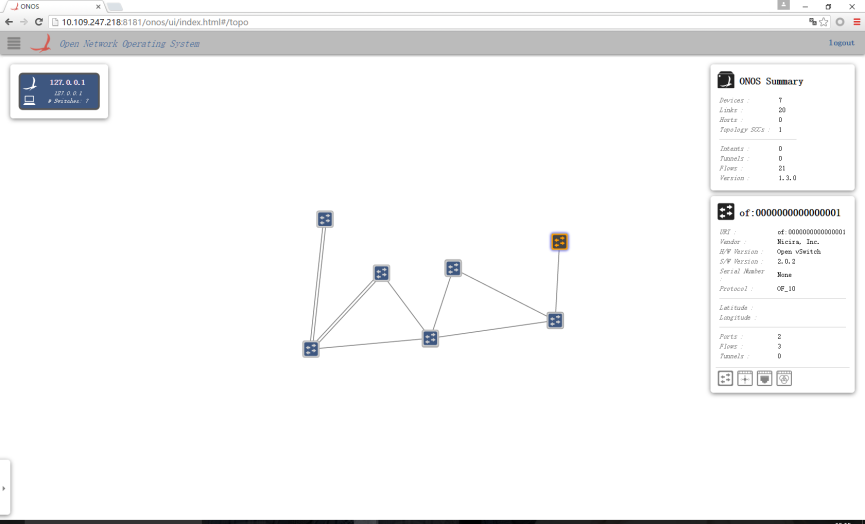 ONOS
10.109.247.218:8181/onos/ui/index.html#/topo
Open Network Operating System
logout
127.0.0.1
127.0.0.1
# Switches: 7
ONOS Summary
Devices : 7
Links : 20
Hosts : 0
Topology SCCs : 1
Intents : 0
Tunnels : 0
Flows : 21
Version : 1.3.0
of:0000000000000001
URI : of:0000000000000001
Vendor : Nicira, Inc.
H/W Version : Open vSwitch
S/W Version : 2.0.2
Serial Number : None
Protocol : OF_10
Latitude :
Longitude :
Ports : 2
Flows : 3
Tunnels : 0